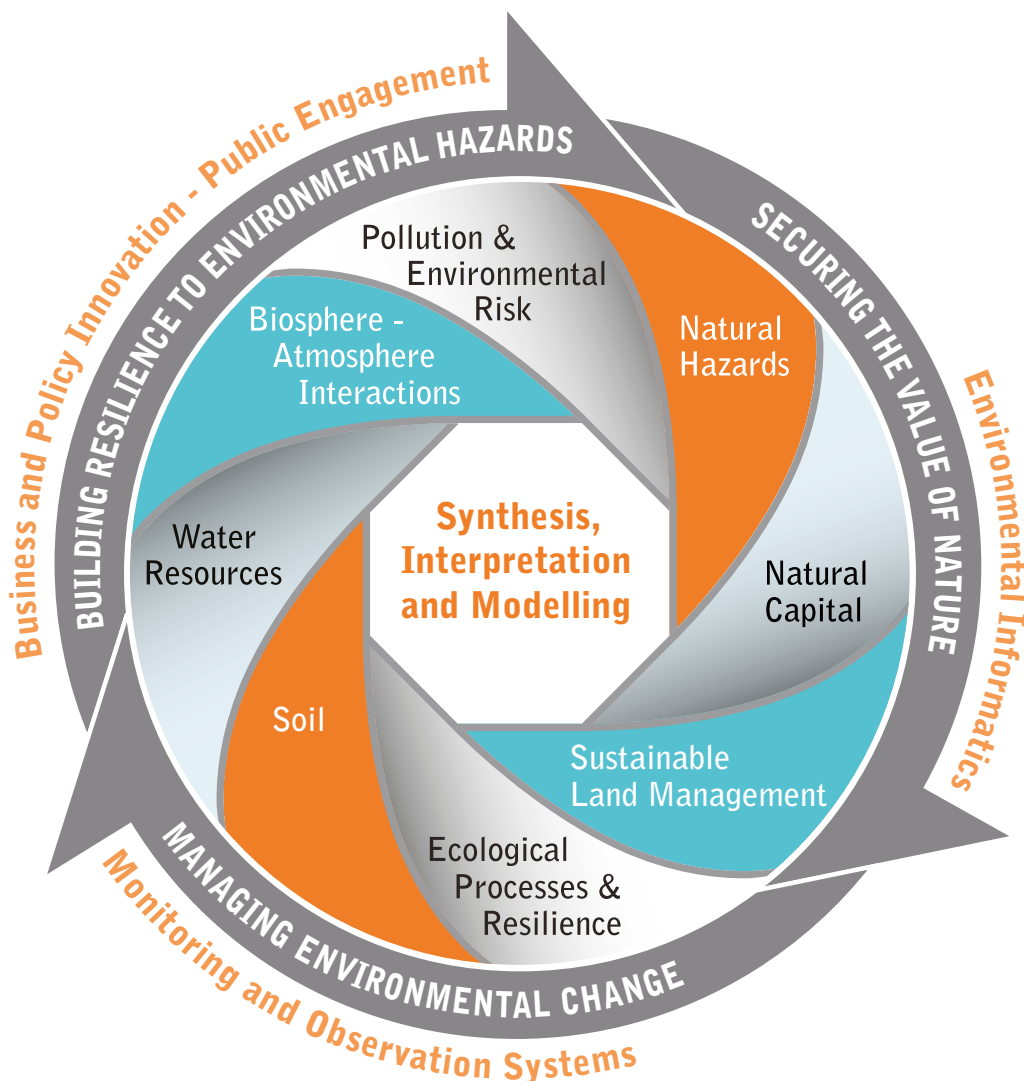 Business and Policy Innovation - Public Engagement
BUILDING RESILIENCE TO ENVIRONMENTAL HAZARDS
SECURING THE VALUE OF NATURE
Environmental Informatics
MANAGING ENVIRONMENTAL CHANGE
Monitoring and Observation Systems
Pollution &
Environmental
Risk
Natural
Hazards
Natural
Capital
Sustainable
Land Management
Ecological
Processes &
Resilience
Soil
Water
Resources
Biosphere -
Atmosphere
Interactions
Synthesis,
Interpretation
and Modelling